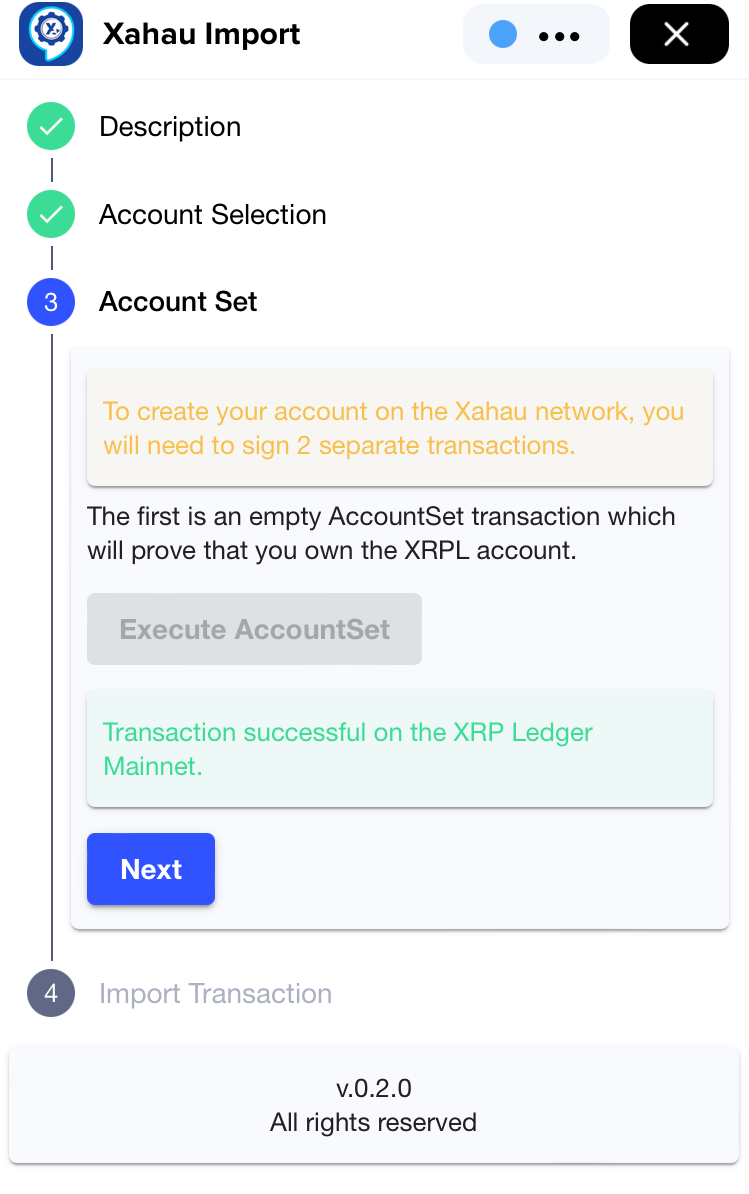 Xahau Import
Description
Account Selection
3 Account Set
To create your account on the Xahau network, you
will need to sign 2 separate transactions.
The first is an empty AccountSet transaction which
will prove that you own the XRPL account.
Execute AccountSet
Transaction successful on the XRP Ledger
Mainnet.
Next
4 Import Transaction
v.0.2.0
All rights reserved